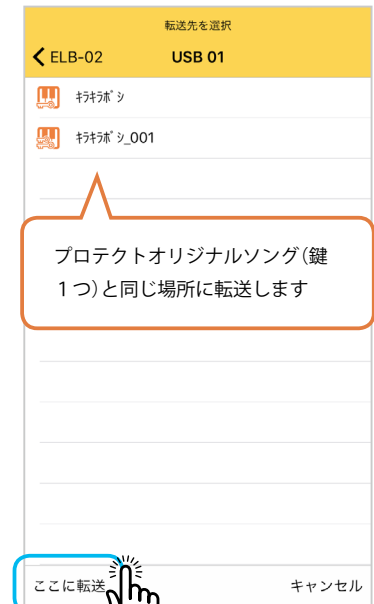 転送先を選択
ELB-02 USB 01
ｷﾗｷﾗﾎﾞｼ
ｷﾗｷﾗﾎﾞｼ_001
プロテクトオリジナルソング（鍵
１つ）と同じ場所に転送します
ここに転送 キャンセル